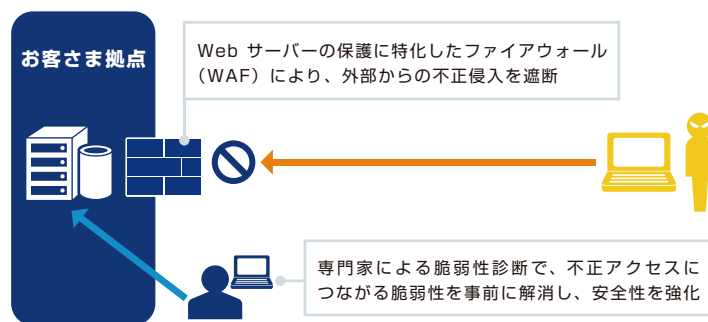 お客さま拠点
Web サーバーの保護に特化したファイアウォール
(WAF) により、外部からの不正侵入を遮断
専門家による脆弱性診断で、不正アクセスに
つながる脆弱性を事前に解消し、安全性を強化